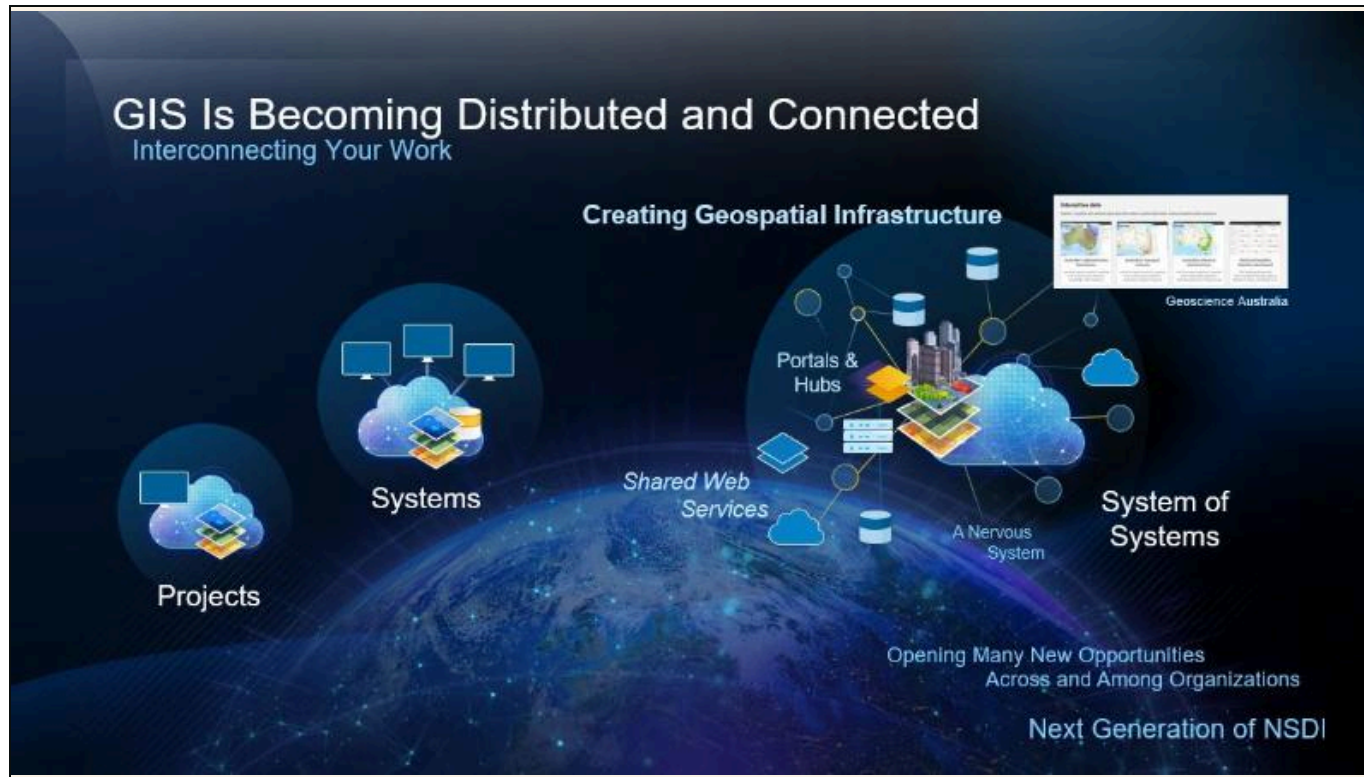 GIS Is Becoming Distributed and Connected
Interconnecting Your Work
Creating Geospatial Infrastructure
Interactive data
Geoscience Australia
Portals &
Hubs
Systems
Shared Web
Services
System of
Systems
A Nervous
System
Projects
Opening Many New Opportunities
Across and Among Organizations
Next Generation of NSDI